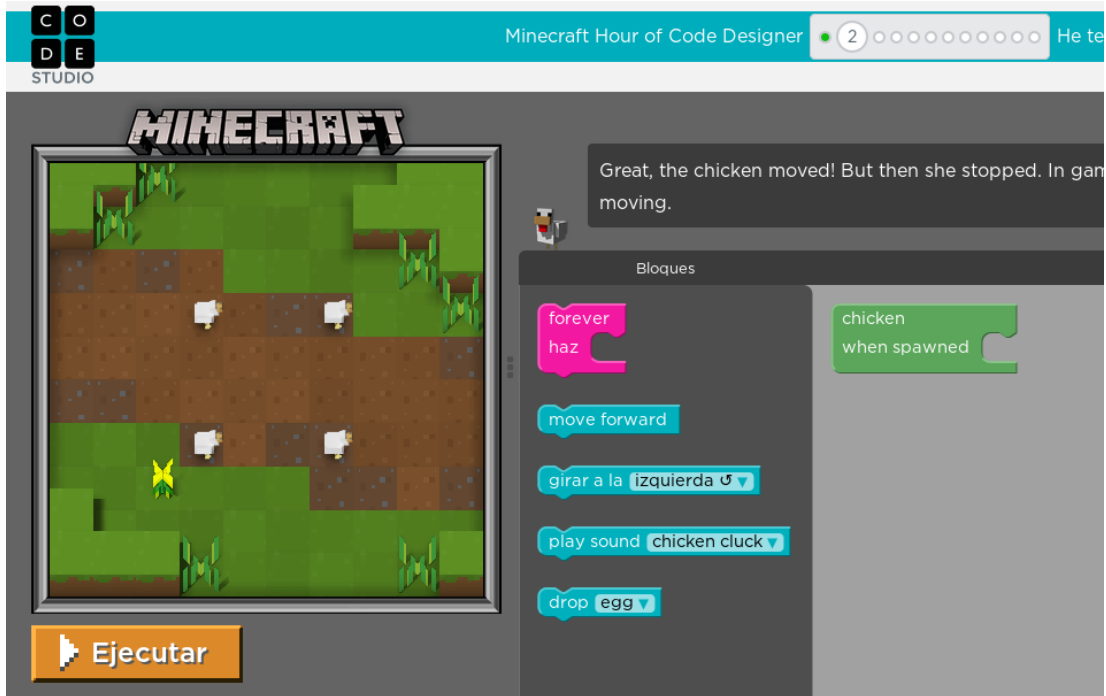 CO
DE
STUDIO
Minecraft Hour of Code Designer
2
He te
MINECRAFT
Great, the chicken moved! But then she stopped. In gam
moving.
Bloques
forever
haz
move forward
girar a la izquierda ↺ ▼
play sound chicken cluck ▼
drop egg ▼
chicken
when spawned
Ejecutar